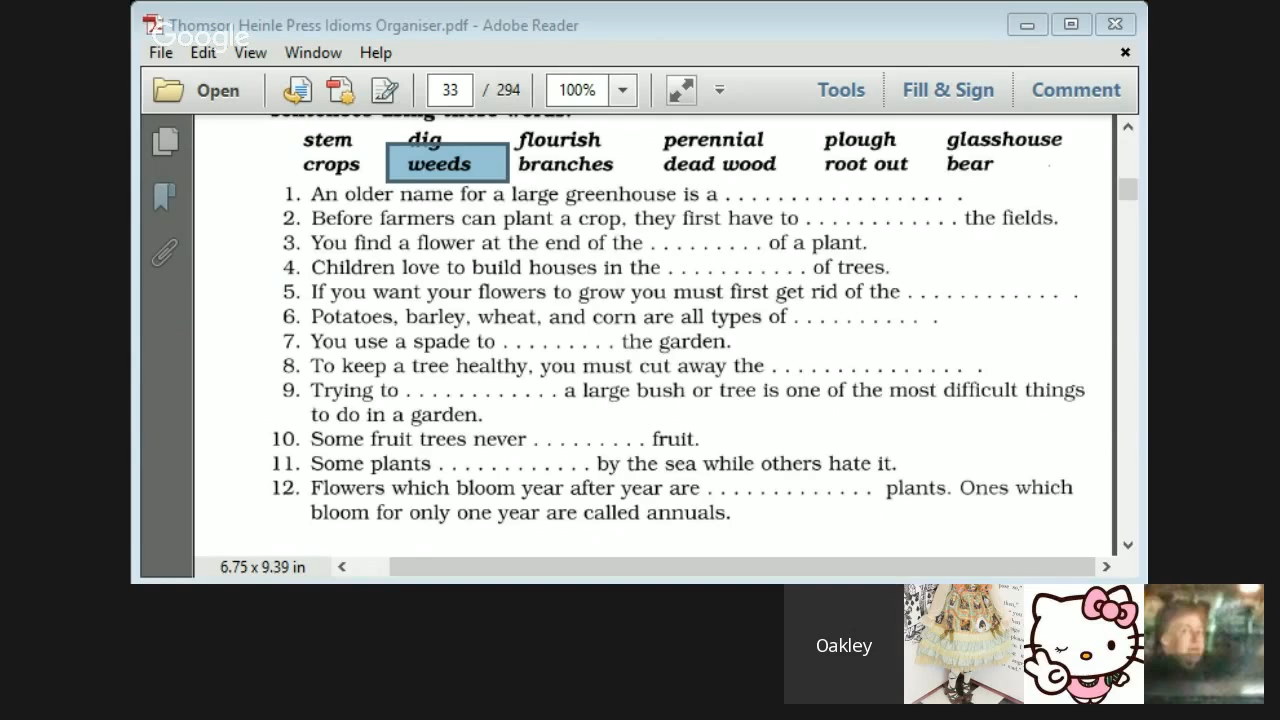 Thomson Heinle Press Idioms Organiser.pdf - Adobe Reader
Google
File Edit View Window Help
Open 33 / 294 100% Tools Fill & Sign Comment
sentences using these words:
stem dig flourish perennial plough glasshouse
crops weeds branches dead wood root out bear
1. An older name for a large greenhouse is a . . . . . . . . . . . . . . . . . . .
2. Before farmers can plant a crop, they first have to . . . . . . . . . . . . . the fields.
3. You find a flower at the end of the . . . . . . . . . of a plant.
4. Children love to build houses in the . . . . . . . . . . . of trees.
5. If you want your flowers to grow you must first get rid of the . . . . . . . . . . . . . .
6. Potatoes, barley, wheat, and corn are all types of . . . . . . . . . . . .
7. You use a spade to . . . . . . . . . the garden.
8. To keep a tree healthy, you must cut away the . . . . . . . . . . . . . . . . .
9. Trying to . . . . . . . . . . . . a large bush or tree is one of the most difficult things
to do in a garden.
10. Some fruit trees never . . . . . . . . . fruit.
11. Some plants . . . . . . . . . . . . by the sea while others hate it.
12. Flowers which bloom year after year are . . . . . . . . . . . . . plants. Ones which
bloom for only one year are called annuals.
6.75 x 9.39 in
Oakley